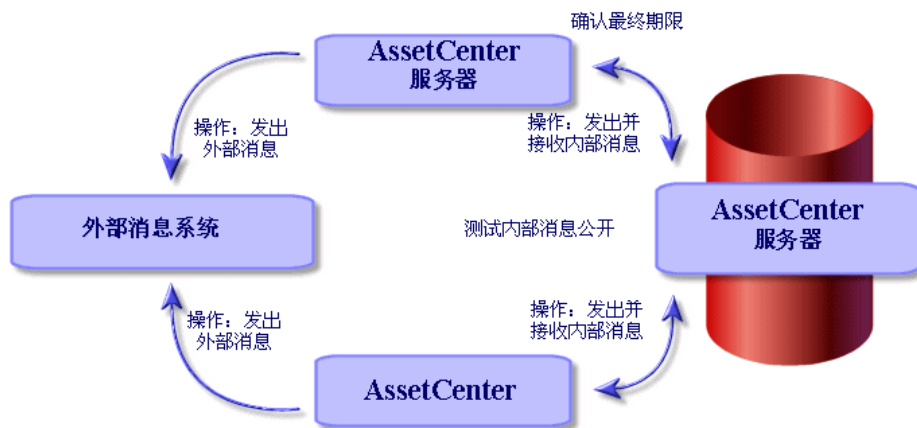 确认最终期限
AssetCenter
服务器
操作：发出
外部消息
操作：发出并
接收内部消息
外部消息系统
测试内部消息公开
AssetCenter
服务器
操作：发出
外部消息
操作：发出并
接收内部消息
AssetCenter